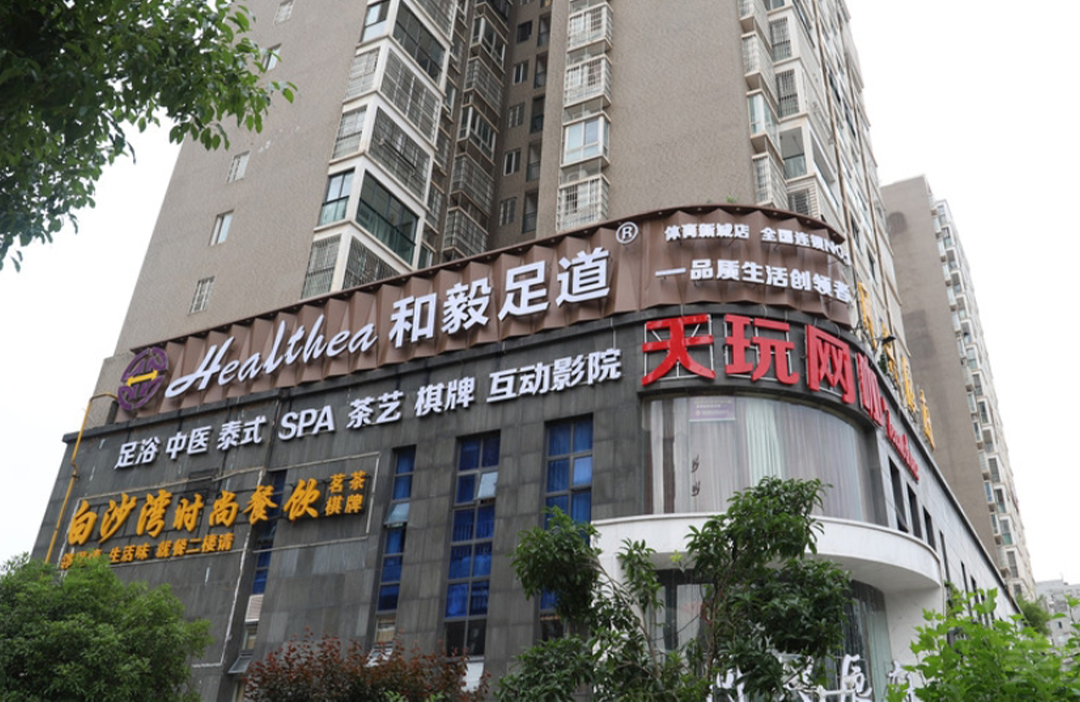 Healthea 和毅足道®
体育新城店 全国连锁NO.
一品质生活创领者
足浴 中医 泰式 SPA 茶艺 棋牌 互动影院
天玩网
白沙湾时尚餐饮 茗茶
棋牌
生活味 就餐二楼请